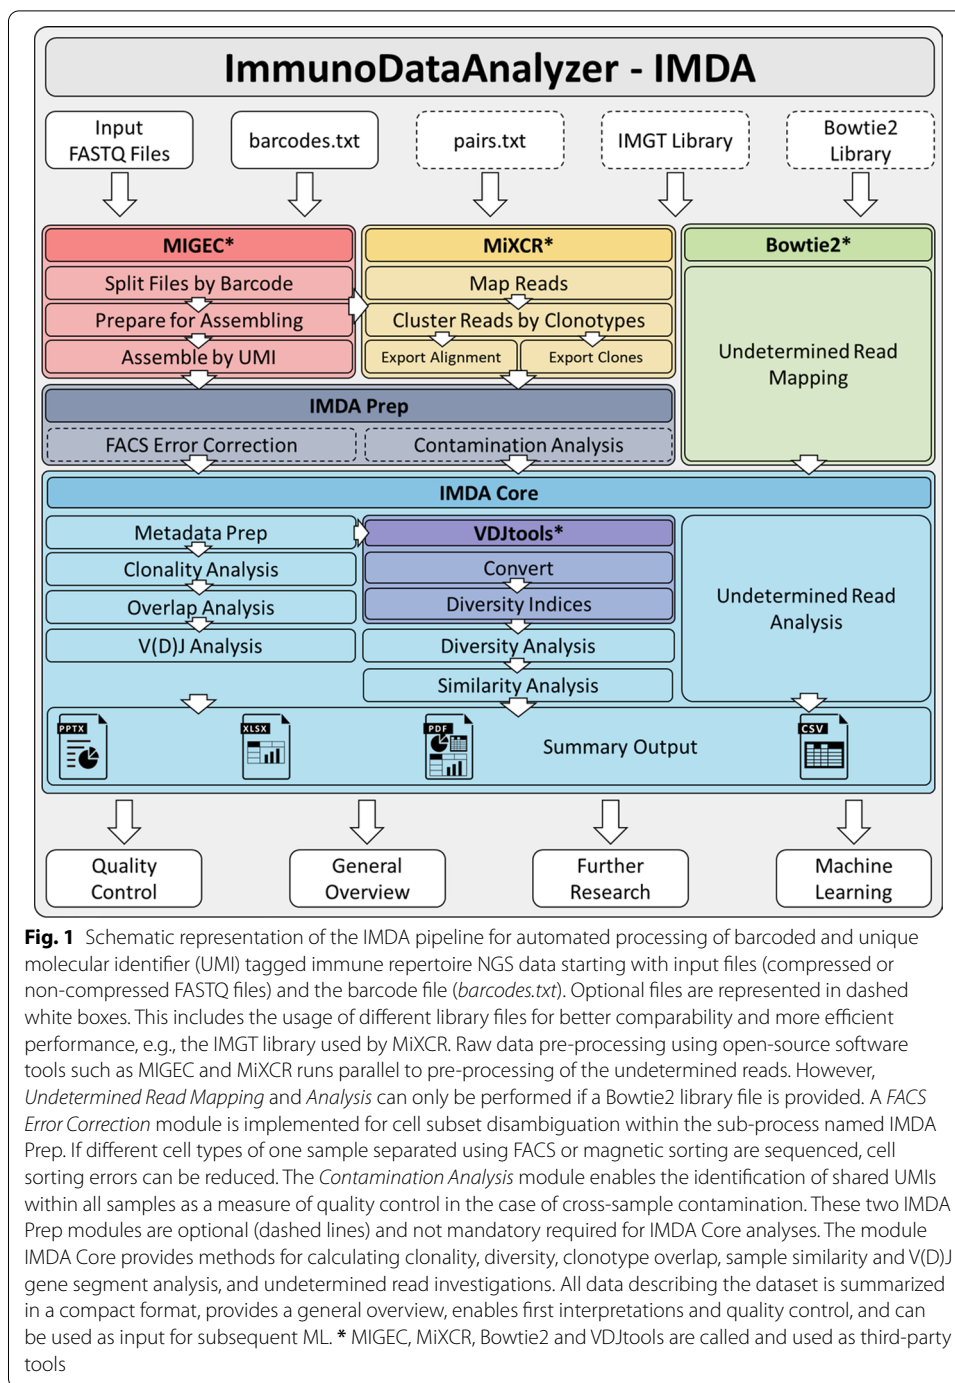 ImmunoDataAnalyzer - IMDA
Input
FASTQ Files
barcodes.txt
pairs.txt
IMGT Library
Bowtie2
Library
MIGEC*
Split Files by Barcode
Prepare for Assembling
Assemble by UMI
MiXCR*
Map Reads
Cluster Reads by Clonotypes
Export Alignment
Export Clones
Bowtie2*
Undetermined Read
Mapping
IMDA Prep
FACS Error Correction
Contamination Analysis
IMDA Core
Metadata Prep
Clonality Analysis
Overlap Analysis
V(D)J Analysis
VDJtools*
Convert
Diversity Indices
Diversity Analysis
Similarity Analysis
Undetermined Read
Analysis
PPTX
XLSX
PDF
Summary Output
CSV
Quality
Control
General
Overview
Further
Research
Machine
Learning
Fig. 1 Schematic representation of the IMDA pipeline for automated processing of barcoded and unique
molecular identifier (UMI) tagged immune repertoire NGS data starting with input files (compressed or
non-compressed FASTQ files) and the barcode file (barcodes.txt). Optional files are represented in dashed
white boxes. This includes the usage of different library files for better comparability and more efficient
performance, e.g., the IMGT library used by MiXCR. Raw data pre-processing using open-source software
tools such as MIGEC and MiXCR runs parallel to pre-processing of the undetermined reads. However,
Undetermined Read Mapping and Analysis can only be performed if a Bowtie2 library file is provided. A FACS
Error Correction module is implemented for cell subset disambiguation within the sub-process named IMDA
Prep. If different cell types of one sample separated using FACS or magnetic sorting are sequenced, cell
sorting errors can be reduced. The Contamination Analysis module enables the identification of shared UMIs
within all samples as a measure of quality control in the case of cross-sample contamination. These two IMDA
Prep modules are optional (dashed lines) and not mandatory required for IMDA Core analyses. The module
IMDA Core provides methods for calculating clonality, diversity, clonotype overlap, sample similarity and V(D)J
gene segment analysis, and undetermined read investigations. All data describing the dataset is summarized
in a compact format, provides a general overview, enables first interpretations and quality control, and can
be used as input for subsequent ML. * MIGEC, MiXCR, Bowtie2 and VDJtools are called and used as third-party
tools